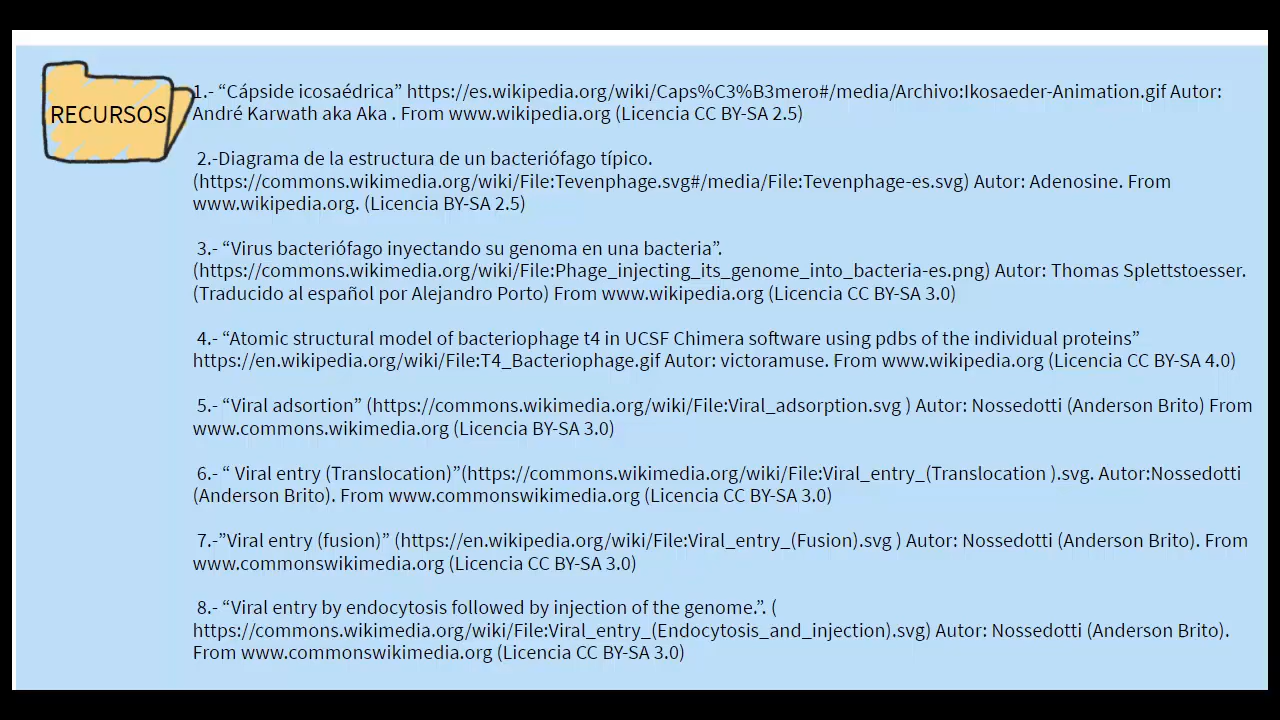 RECURSOS
1.- “Cápside icosaédrica” https://es.wikipedia.org/wiki/Caps%C3%B3mero#/media/Archivo:Ikosaeder-Animation.gif Autor:
André Karwath aka Aka . From www.wikipedia.org (Licencia CC BY-SA 2.5)
2.-Diagrama de la estructura de un bacteriófago típico.
(https://commons.wikimedia.org/wiki/File:Tevenphage.svg#/media/File:Tevenphage-es.svg) Autor: Adenosine. From
www.wikipedia.org. (Licencia BY-SA 2.5)
3.- “Virus bacteriófago inyectando su genoma en una bacteria”.
(https://commons.wikimedia.org/wiki/File:Phage_injecting_its_genome_into_bacteria-es.png) Autor: Thomas Splettstoesser.
(Traducido al español por Alejandro Porto) From www.wikipedia.org (Licencia CC BY-SA 3.0)
4.- “Atomic structural model of bacteriophage t4 in UCSF Chimera software using pdbs of the individual proteins”
https://en.wikipedia.org/wiki/File:T4_Bacteriophage.gif Autor: victoramuse. From www.wikipedia.org (Licencia CC BY-SA 4.0)
5.- “Viral adsortion” (https://commons.wikimedia.org/wiki/File:Viral_adsorption.svg ) Autor: Nossedotti (Anderson Brito) From
www.commons.wikimedia.org (Licencia BY-SA 3.0)
6.- “ Viral entry (Translocation)”(https://commons.wikimedia.org/wiki/File:Viral_entry_(Translocation ).svg. Autor:Nossedotti
(Anderson Brito). From www.commonswikimedia.org (Licencia CC BY-SA 3.0)
7.-”Viral entry (fusion)” (https://en.wikipedia.org/wiki/File:Viral_entry_(Fusion).svg ) Autor: Nossedotti (Anderson Brito). From
www.commonswikimedia.org (Licencia CC BY-SA 3.0)
8.- “Viral entry by endocytosis followed by injection of the genome.”. (
https://commons.wikimedia.org/wiki/File:Viral_entry_(Endocytosis_and_injection).svg) Autor: Nossedotti (Anderson Brito).
From www.commonswikimedia.org (Licencia CC BY-SA 3.0)